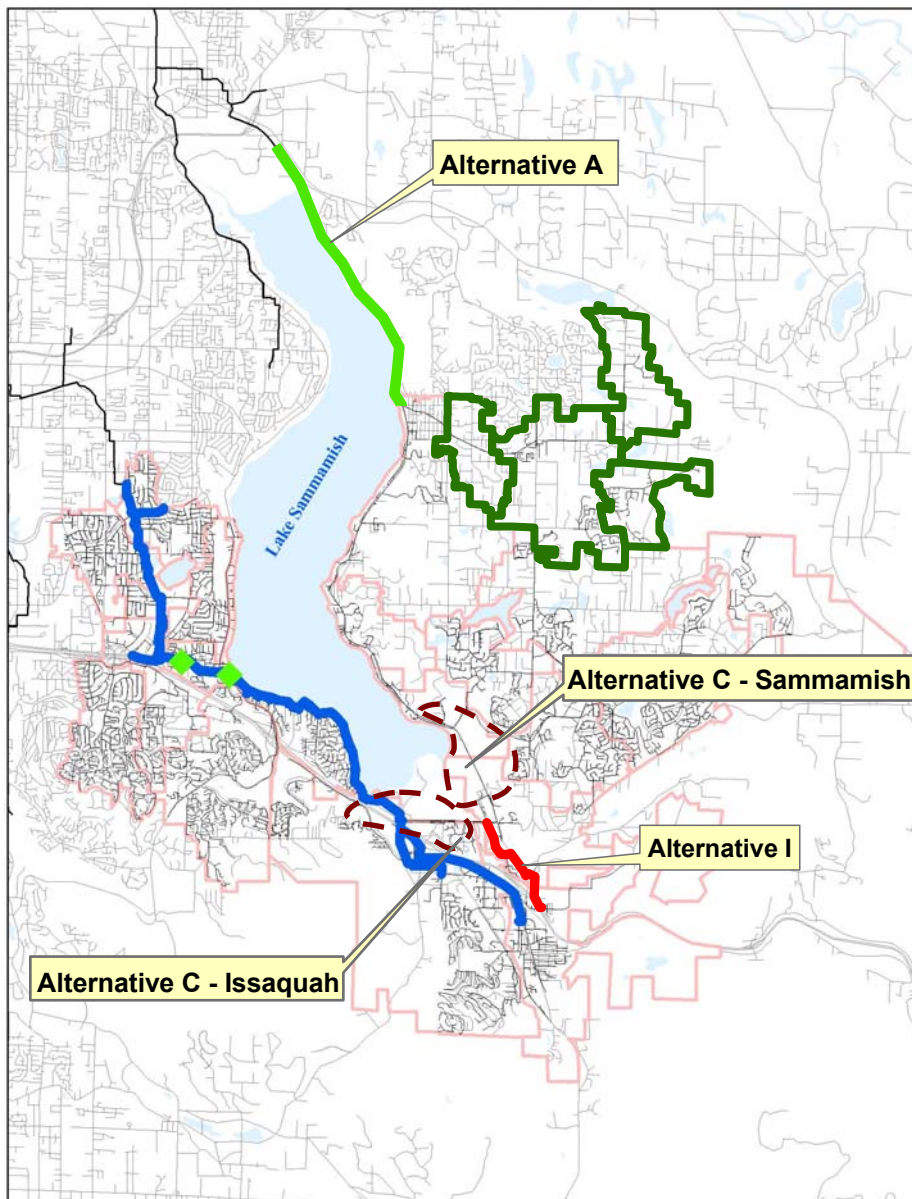 Alternative A
Lake Sammamish
Alternative C - Sammamish
Alternative I
Alternative C - Issaquah